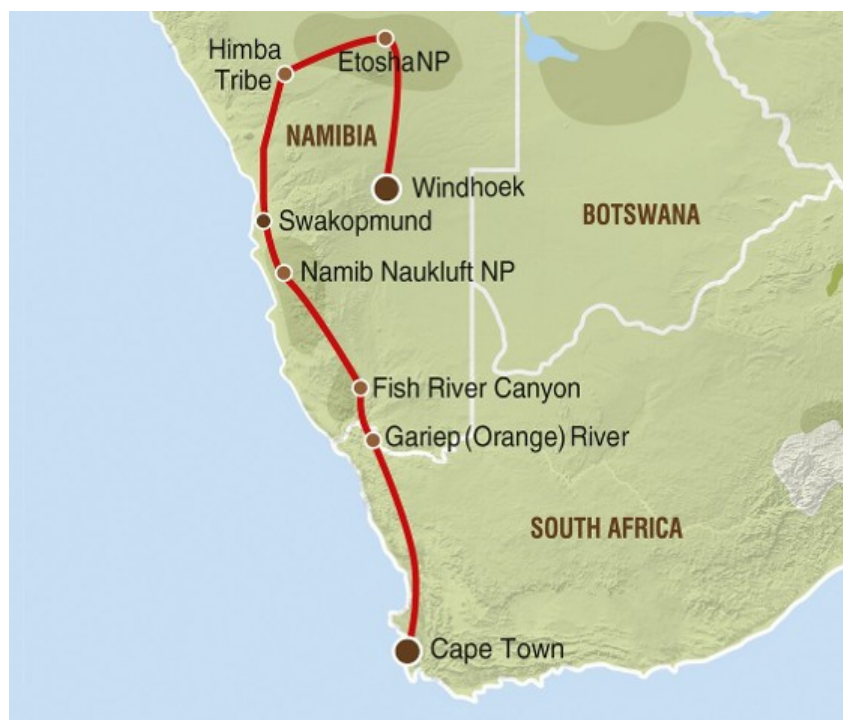 Himba
Tribe
EtoshaNP
NAMIBIA
Windhoek
BOTSWANA
Swakopmund
Namib Naukluft NP
Fish River Canyon
Gariep (Orange) River
SOUTH AFRICA
Cape Town